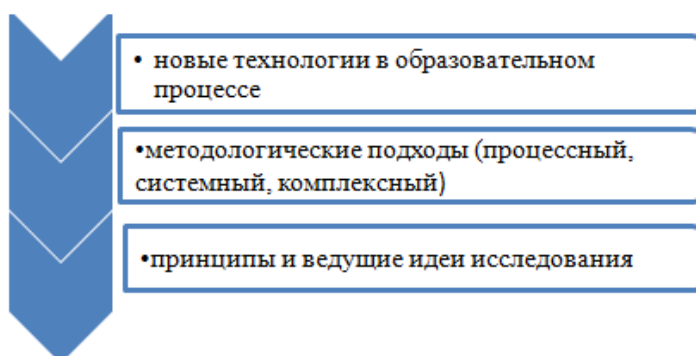 • новые технологии в образовательном
процессе
•методологические подходы (процессный,
системный, комплексный)
•принципы и ведущие идеи исследования